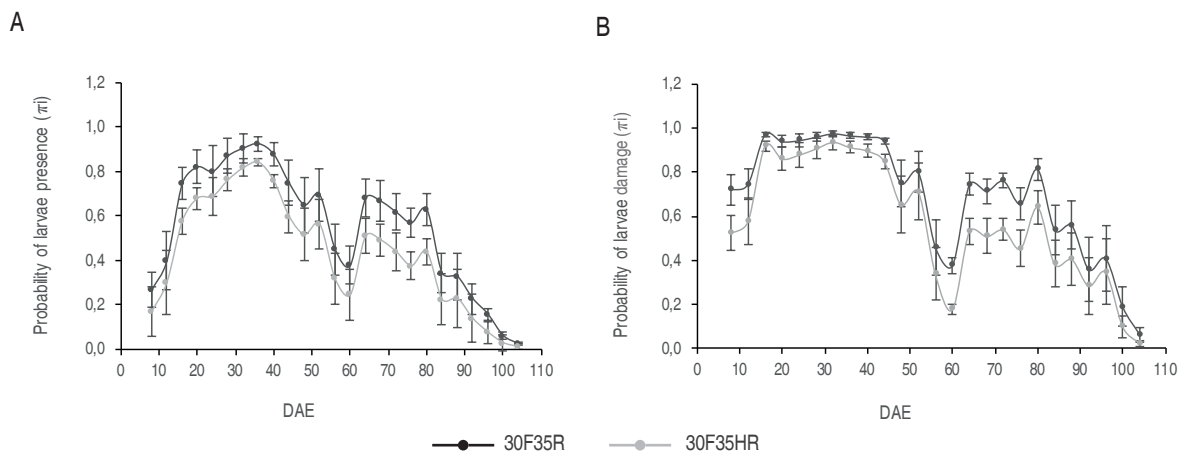 A
Probability of larvae presence (πi)
1,2
1,0
0,8
0,6
0,4
0,2
0,0
0 10 20 30 40 50 60 70 80 90 100 110
DAE
B
Probability of larvae damage (πi)
1,2
1,0
0,8
0,6
0,4
0,2
0,0
0 10 20 30 40 50 60 70 80 90 100 110
DAE
30F35R 30F35HR